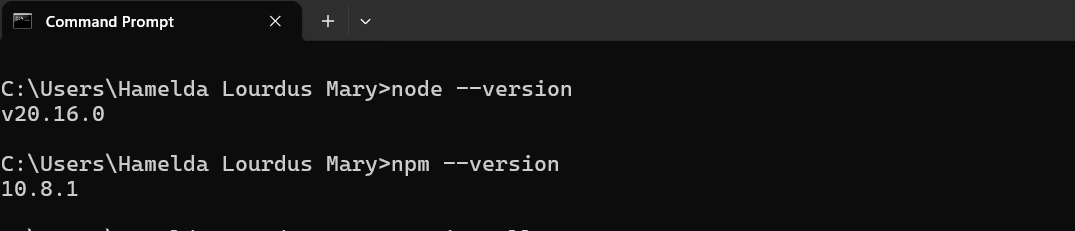 Command Prompt
C:\Users\Hamelda Lourdus Mary>node --version
v20.16.0
C:\Users\Hamelda Lourdus Mary>npm --version
10.8.1